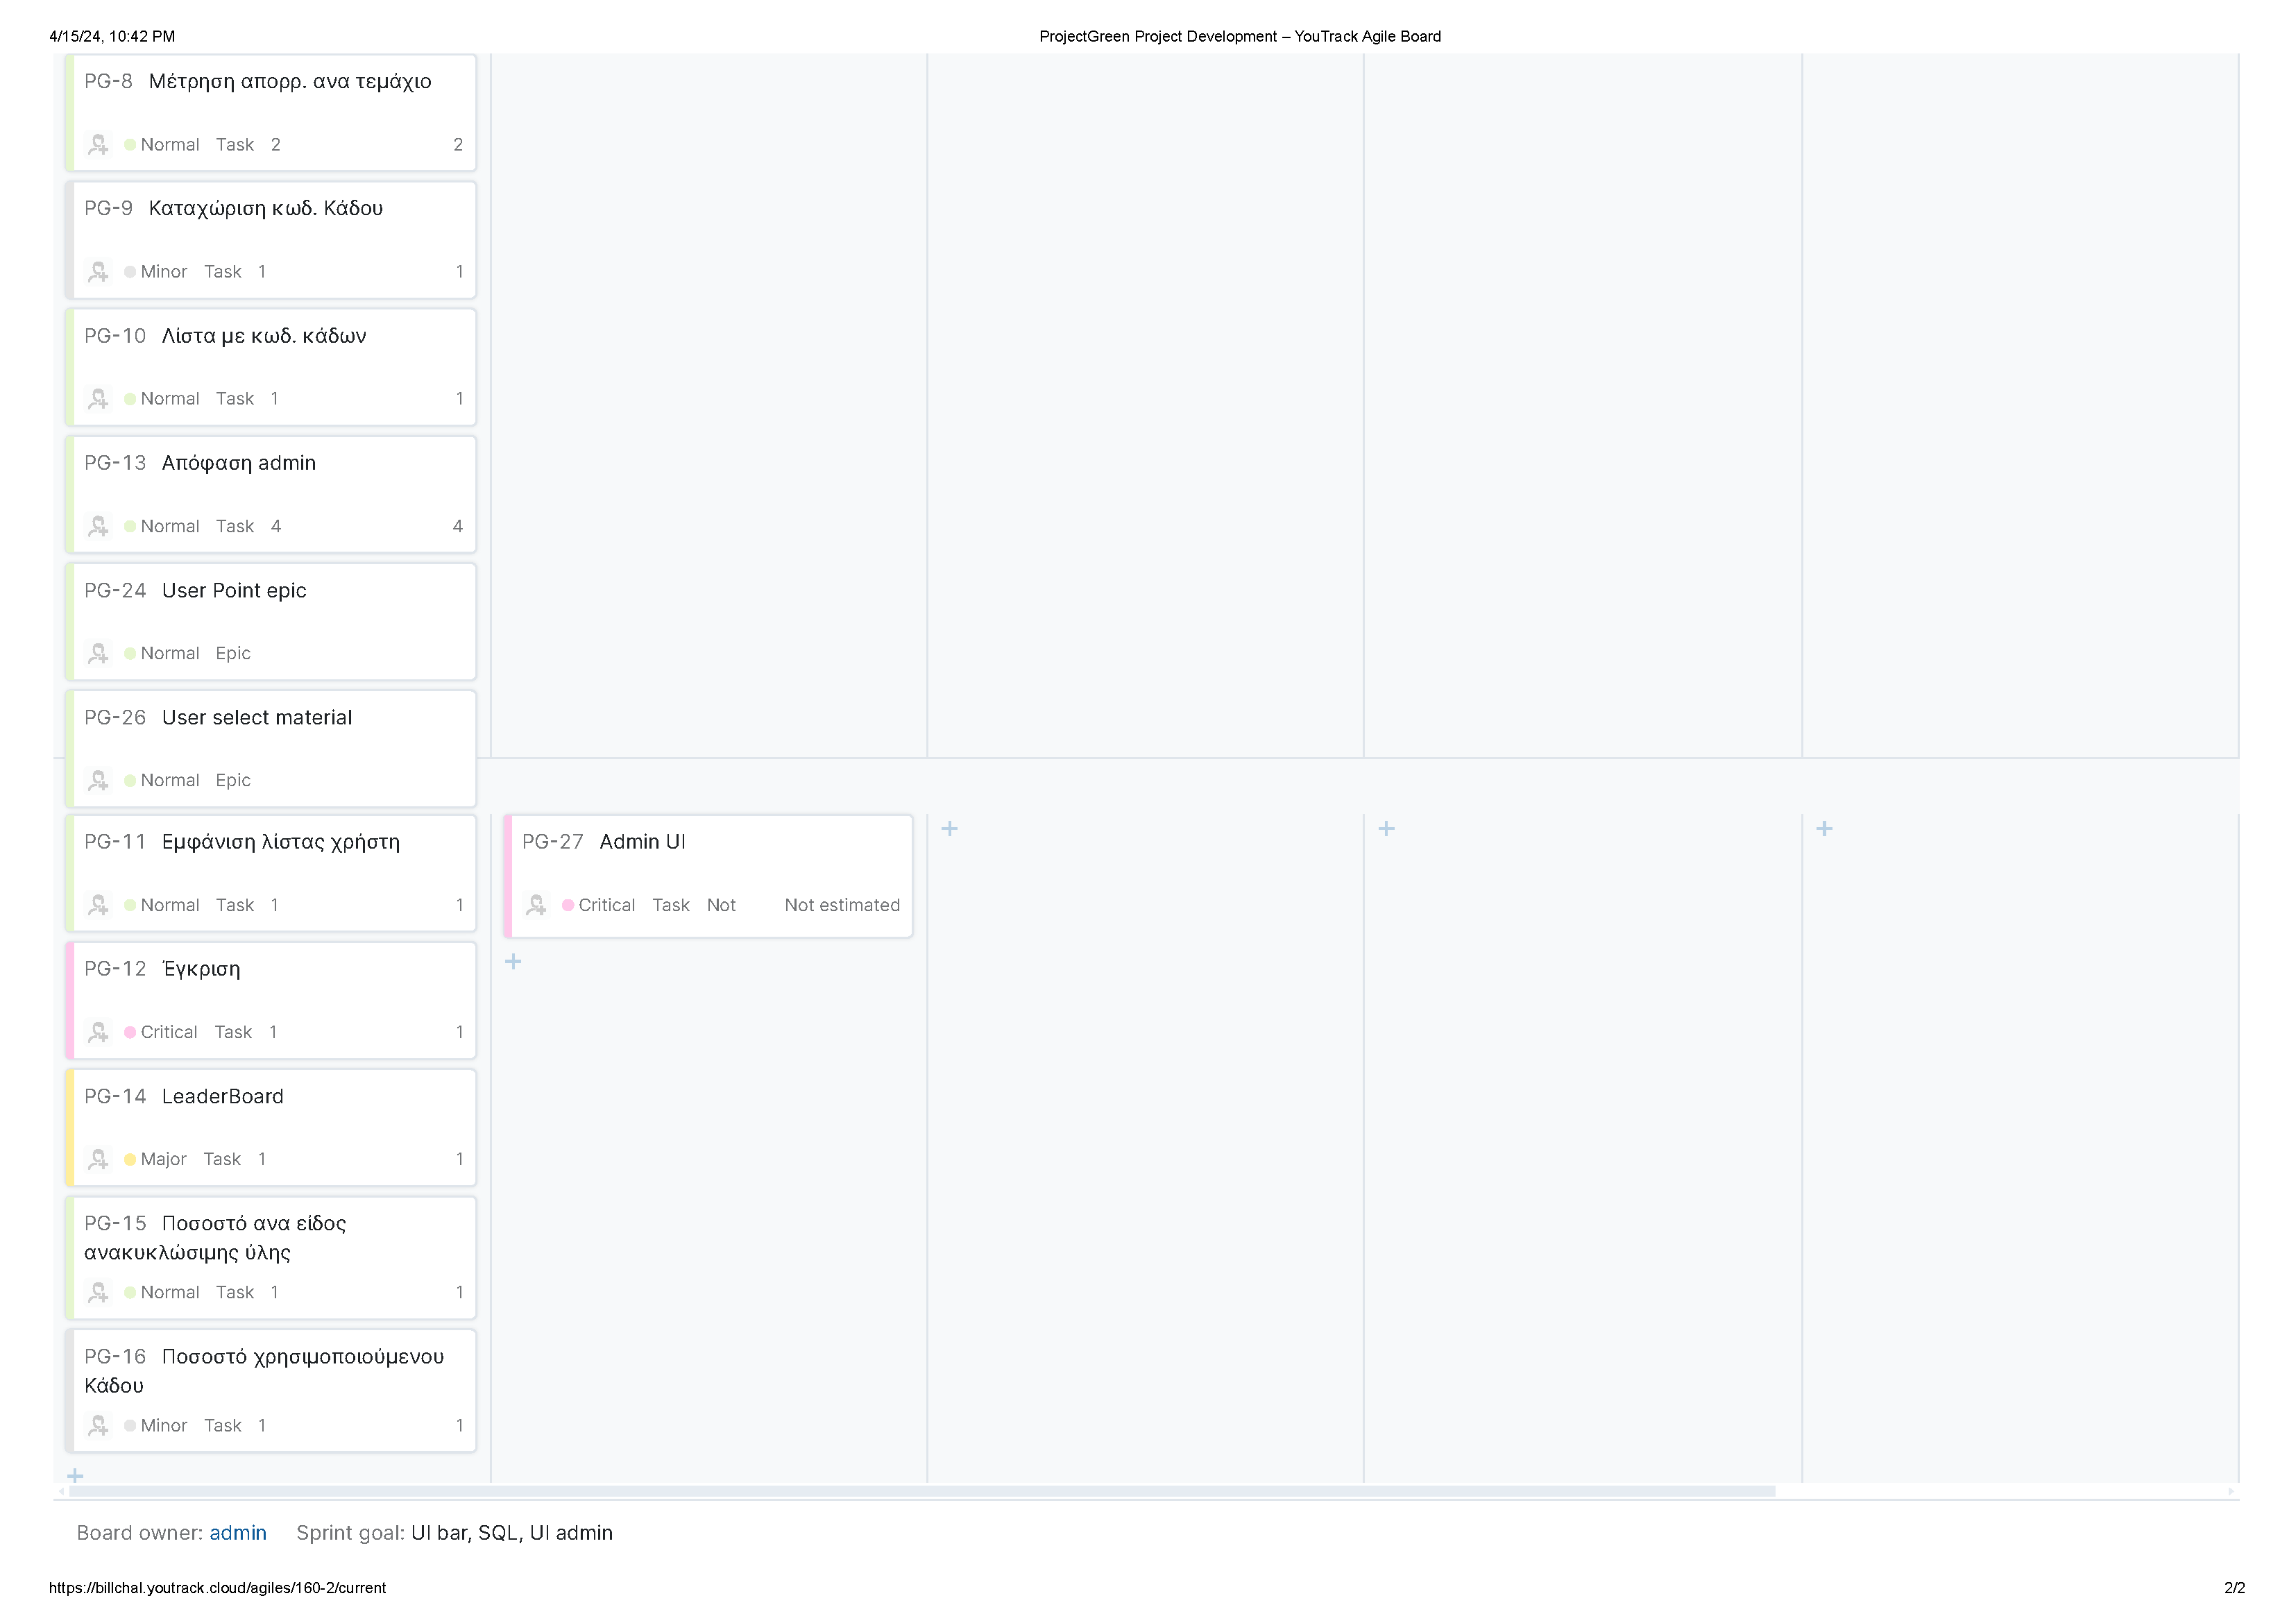 4/15/24, 10:42 PM
ProjectGreen Project Development – YouTrack Agile Board
PG-8 Μέτρηση απορρ. ανα τεμάχιο
Normal Task 2 2
PG-9 Καταχώριση κωδ. Κάδου
Minor Task 1 1
PG-10 Λίστα με κωδ. κάδων
Normal Task 1 1
PG-13 Απόφαση admin
Normal Task 4 4
PG-24 User Point epic
Normal Epic
PG-26 User select material
Normal Epic
PG-11 Εμφάνιση λίστας χρήστη
Normal Task 1 1
PG-27 Admin UI
Critical Task Not Not estimated
PG-12 Έγκριση
Critical Task 1 1
PG-14 LeaderBoard
Major Task 1 1
PG-15 Ποσοστό ανα είδος
ανακυκλώσιμης ύλης
Normal Task 1 1
PG-16 Ποσοστό χρησιμοποιούμενου
Κάδου
Minor Task 1 1
Board owner: admin Sprint goal: UI bar, SQL, UI admin
https://billchal.youtrack.cloud/agiles/160-2/current
2/2